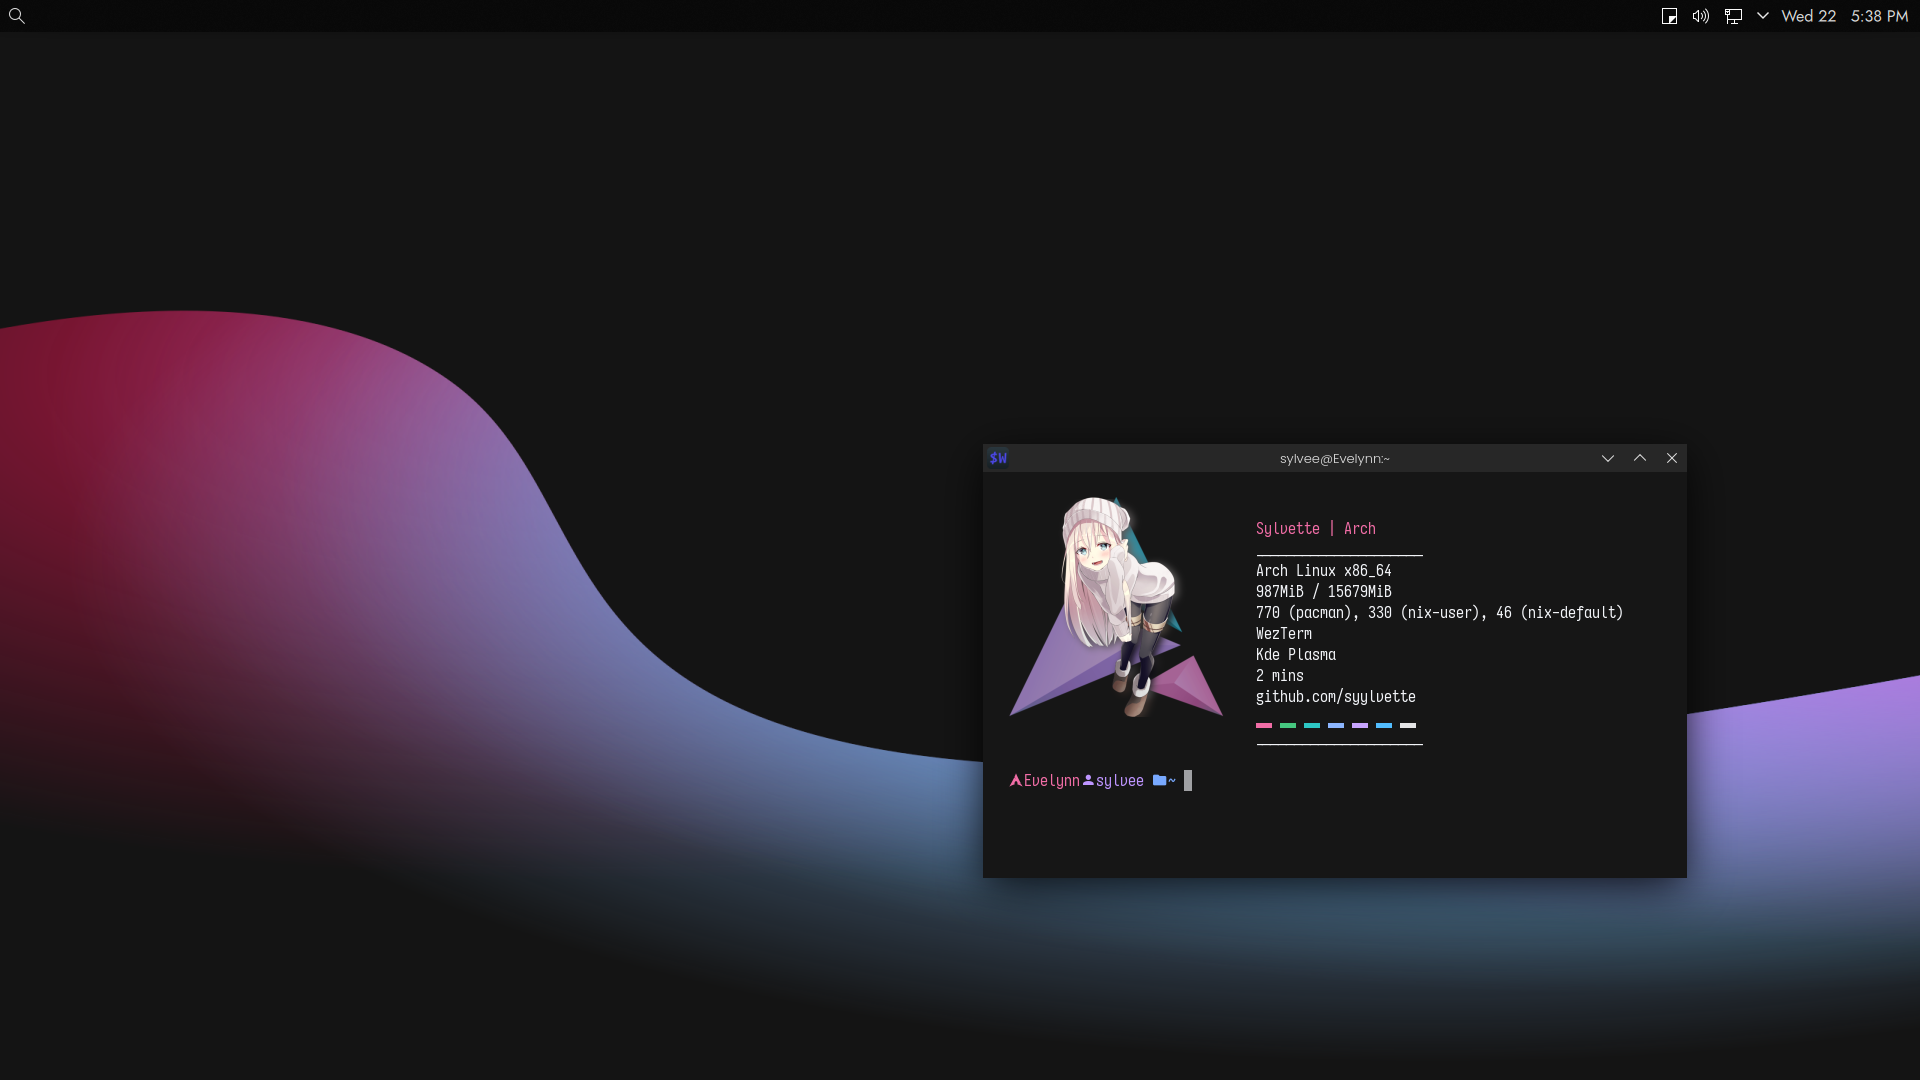 Wed 22 5:38 PM
$W sylvee@Evelynn:~
Sylvette | Arch
Arch Linux x86_64
987MiB / 15679MiB
770 (pacman), 330 (nix-user), 46 (nix-default)
WezTerm
Kde Plasma
2 mins
github.com/syylvette
Evelynn sylvee ~